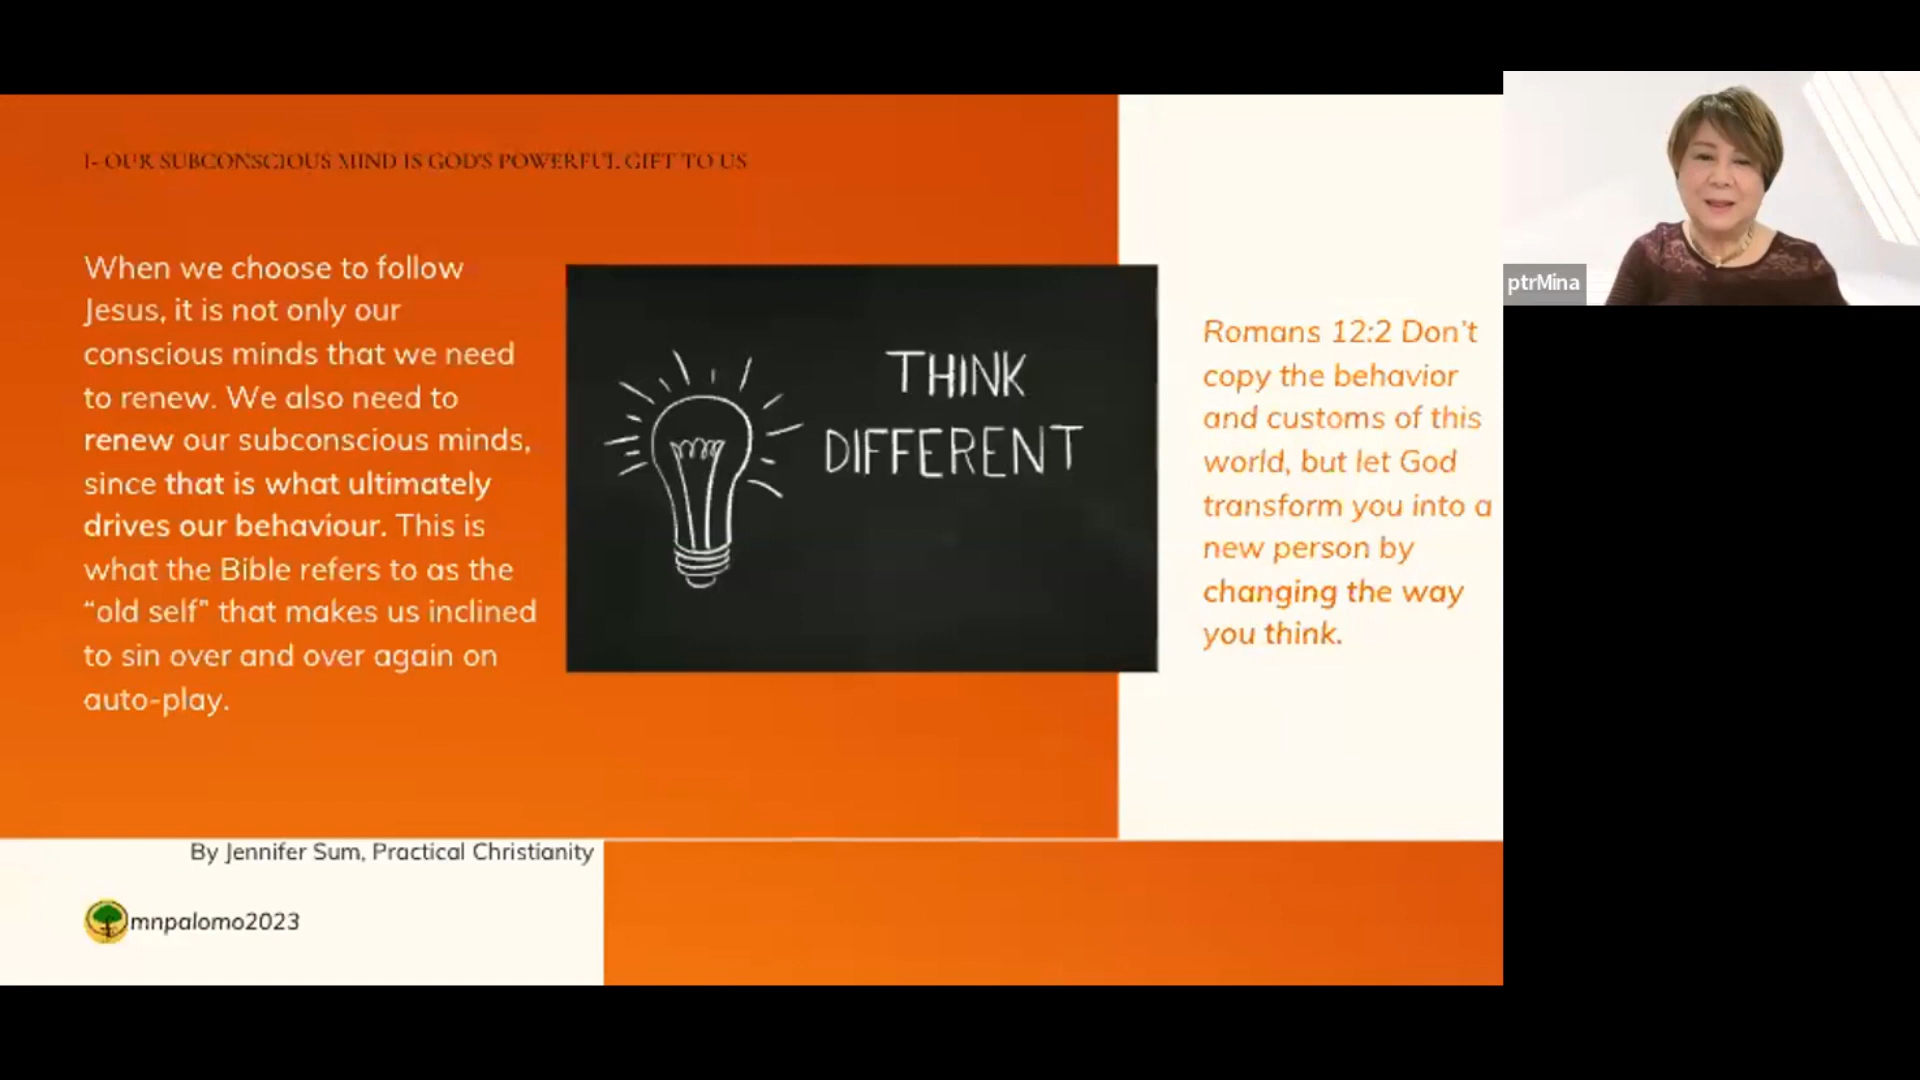 I- OUR SUBCONSCIOUS MIND IS GOD'S POWERFUL GIFT TO US
When we choose to follow
Jesus, it is not only our
conscious minds that we need
to renew. We also need to
renew our subconscious minds,
since that is what ultimately
drives our behaviour. This is
what the Bible refers to as the
“old self” that makes us inclined
to sin over and over again on
auto-play.
THINK
DIFFERENT
Romans 12:2 Don't
copy the behavior
and customs of this
world, but let God
transform you into a
new person by
changing the way
you think.
ptrMina
By Jennifer Sum, Practical Christianity
mnpalomo2023